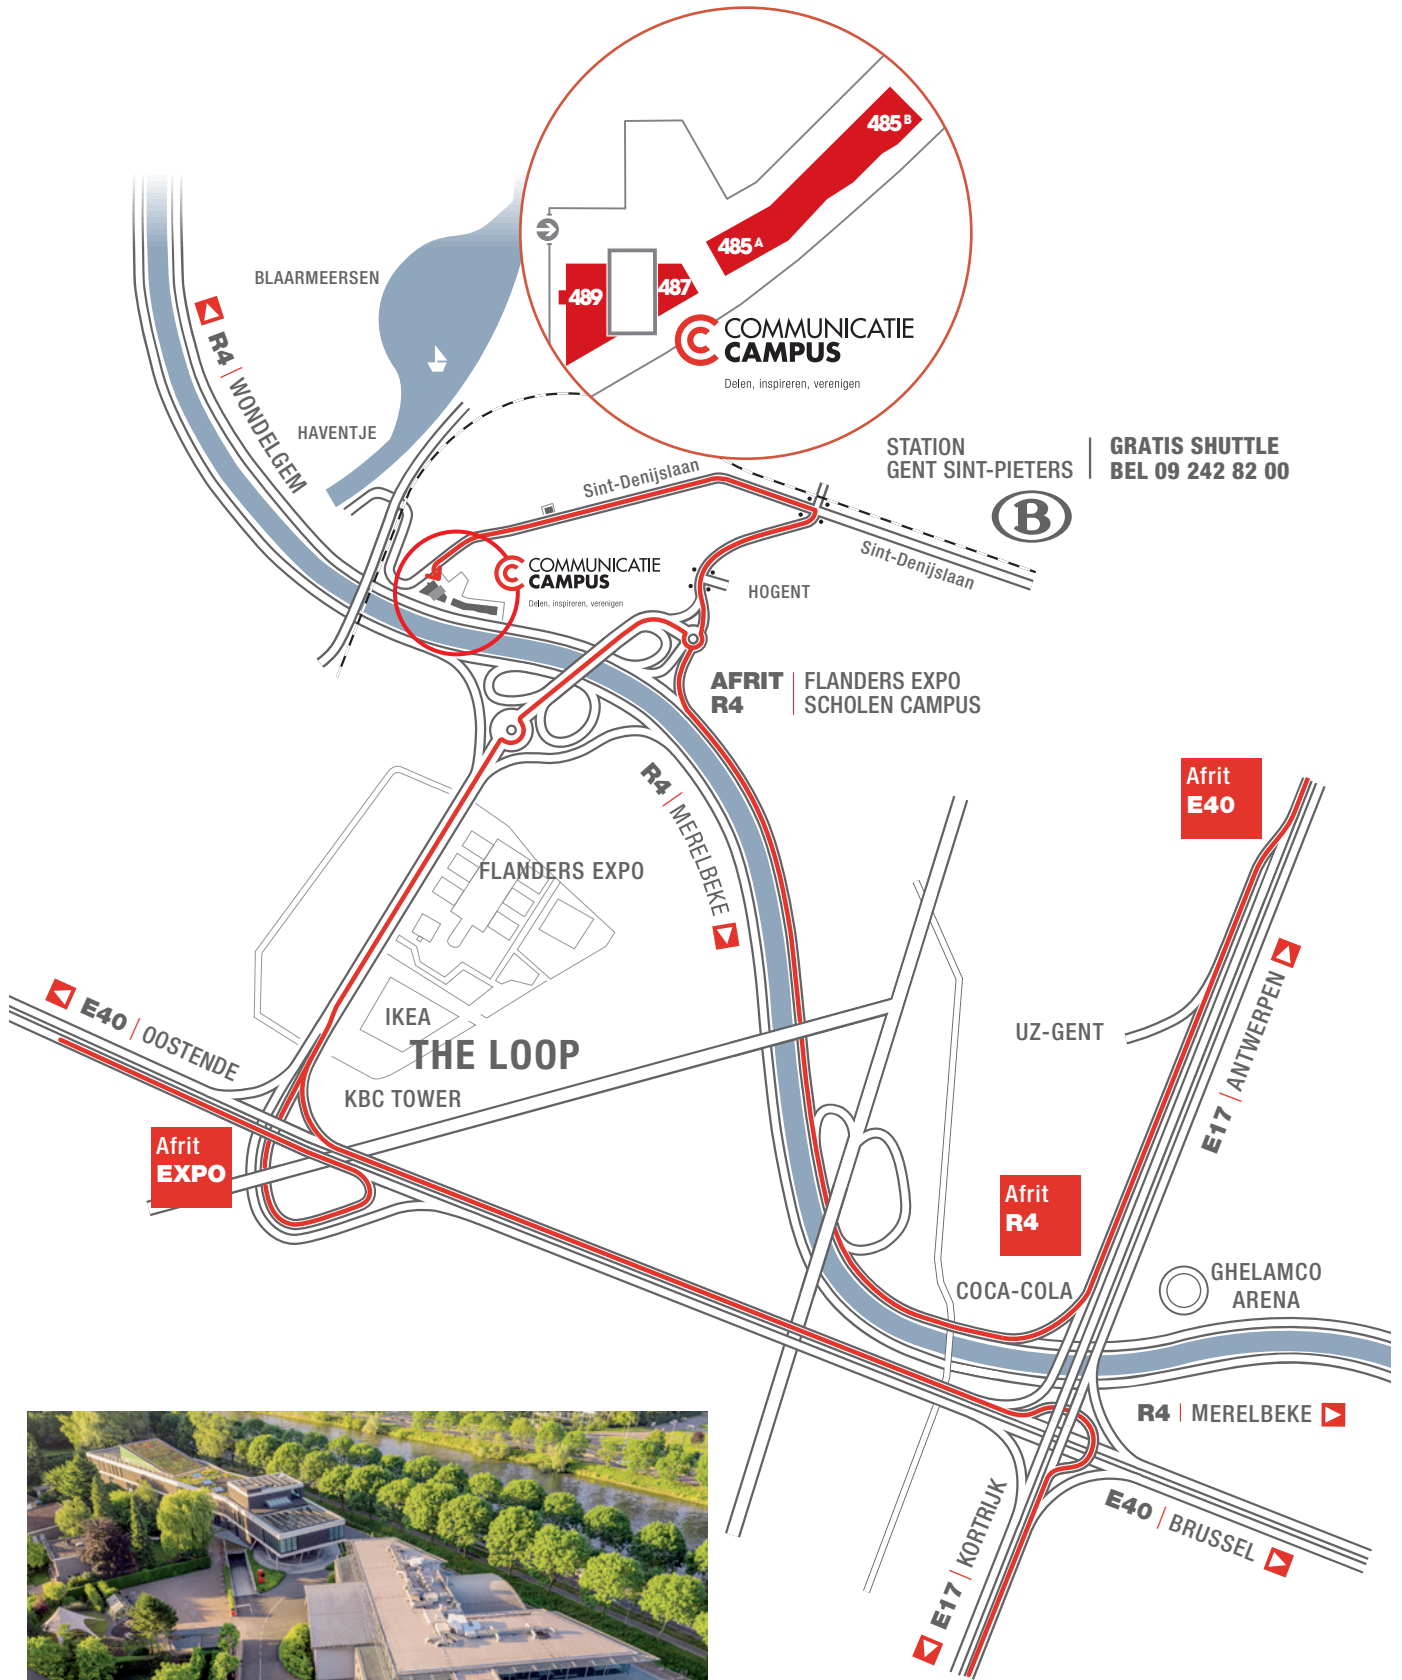 485 B
485 A
489
487
COMMUNICATIE
CAMPUS
Delen, inspireren, verenigen
BLAARMEERSEN
R4 | WONDELGEM
HAVENTJE
STATION
GENT SINT-PIETERS
GRATIS SHUTTLE
BEL 09 242 82 00
B
Sint-Denijslaan
Sint-Denijslaan
COMMUNICATIE
CAMPUS
Delen, inspireren, verenigen
HOGENT
AFRIT
R4
FLANDERS EXPO
SCHOLEN CAMPUS
R4 | MERELBEKE
Afrit
E40
FLANDERS EXPO
E40 | OOSTENDE
IKEA
THE LOOP
KBC TOWER
UZ-GENT
E17 | ANTWERPEN
Afrit
EXPO
Afrit
R4
COCA-COLA
GHELAMCO
ARENA
R4 | MERELBEKE
E40 | BRUSSEL
E17 | KORTRIJK